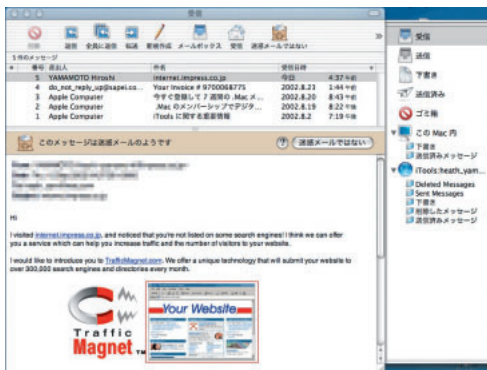 受信
返信 全員に返信 転送 新規作成 メールボックス 受信 迷惑メールではない
5 件のメッセージ
番号 差出人 件名 受信日時
5 YAMAMOTO Hiroshi internet.impress.co.jp 今日 4:37 午前
4 do_not_reply_up@sapei.co... Your Invoice # 9700068775 2002.8.23 1:44 午前
3 Apple Computer 今すぐ登録して 7 週間の .Mac メ... 2002.8.20 8:43 午前
2 Apple Computer .Mac のメンバーシップでデジタ... 2002.8.19 8:22 午前
1 Apple Computer iTools に関する重要情報 2002.8.2 7:19 午後
このメッセージは迷惑メールのようです ? 迷惑メールではない
Hi
I visited internet.impress.co.jp, and noticed that you're not listed on some search engines! I think we can offer
you a service which can help you increase traffic and the number of visitors to your website.
I would like to introduce you to TrafficMagnet.com. We offer a unique technology that will submit your website to
over 300,000 search engines and directories every month.
Traffic
Magnet TM
Your Website
受信
送信
下書き
送信済み
ゴミ箱
この Mac 内
下書き
送信済みメッセージ
iTools:heath_yam...
Deleted Messages
Sent Messages
下書き
削除したメッセージ
送信済みメッセージ